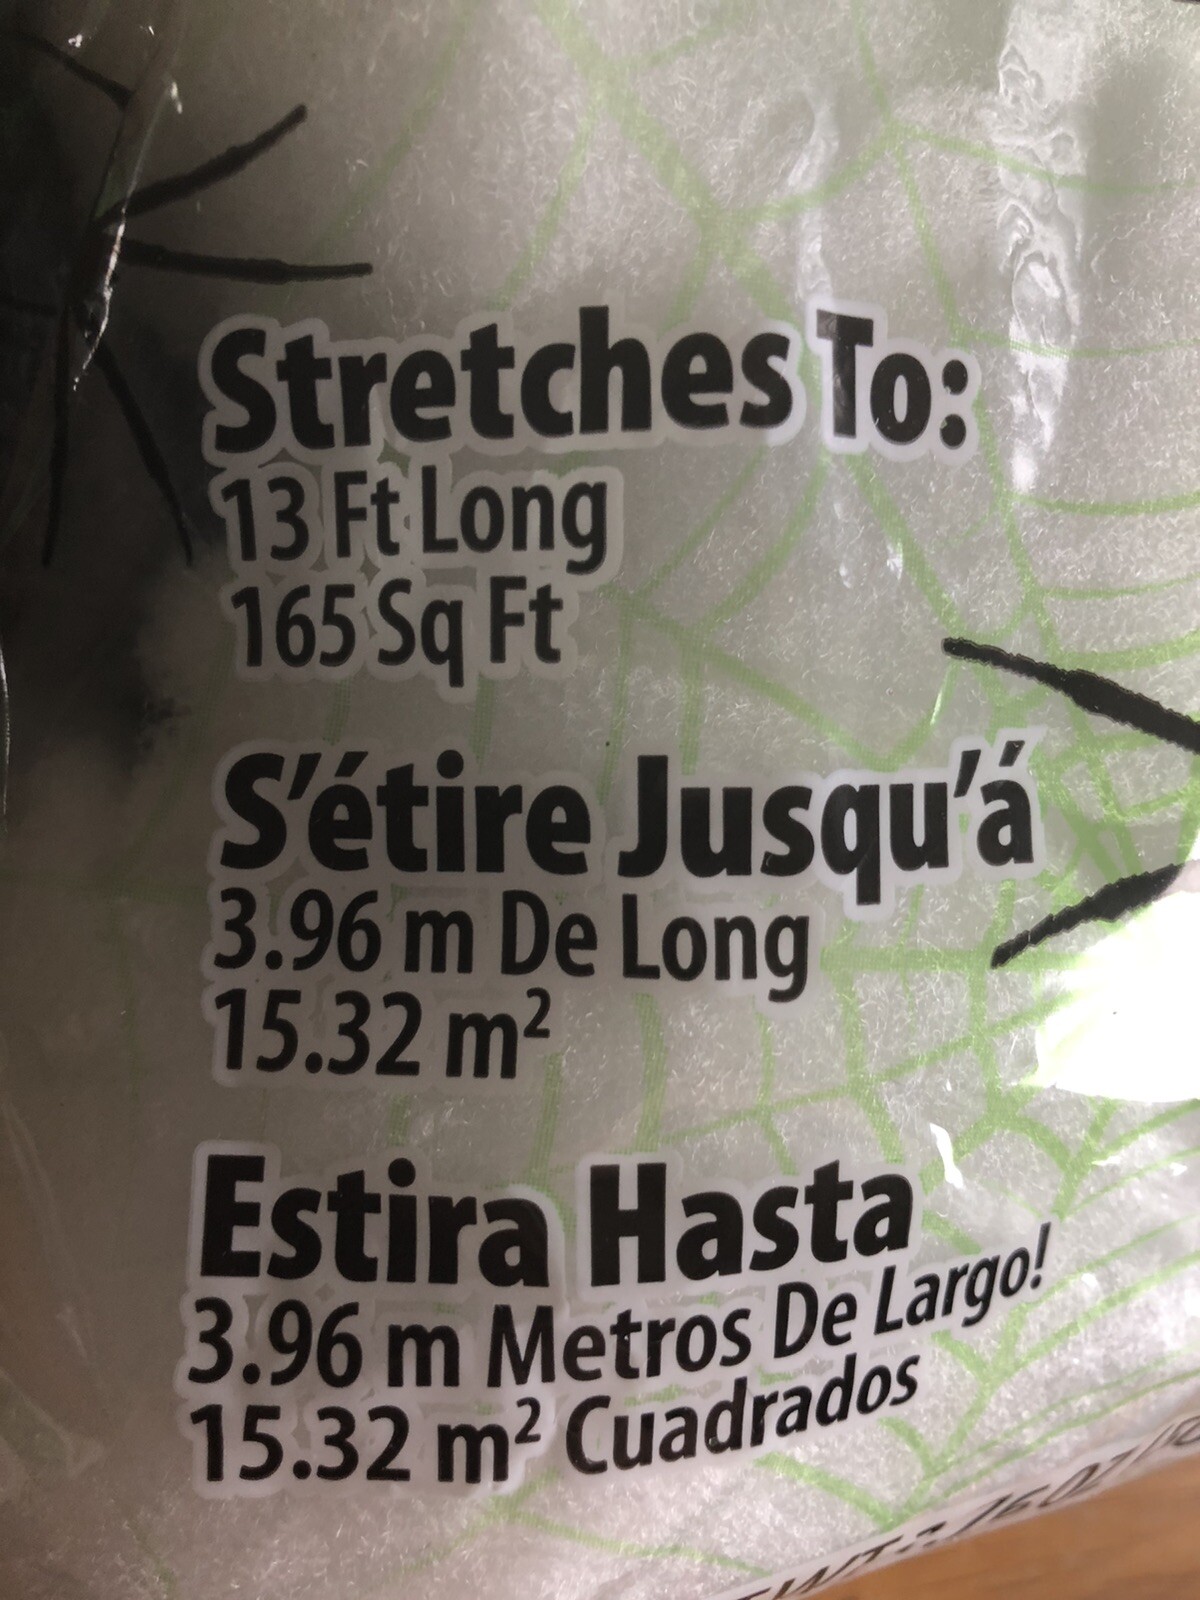 Stretches To:
13 Ft Long
165 Sq Ft
S'étire Jusqu'á
3.96 m De Long
15.32 m²
Estira Hasta
3.96 m Metros De Largo!
15.32 m² Cuadrados